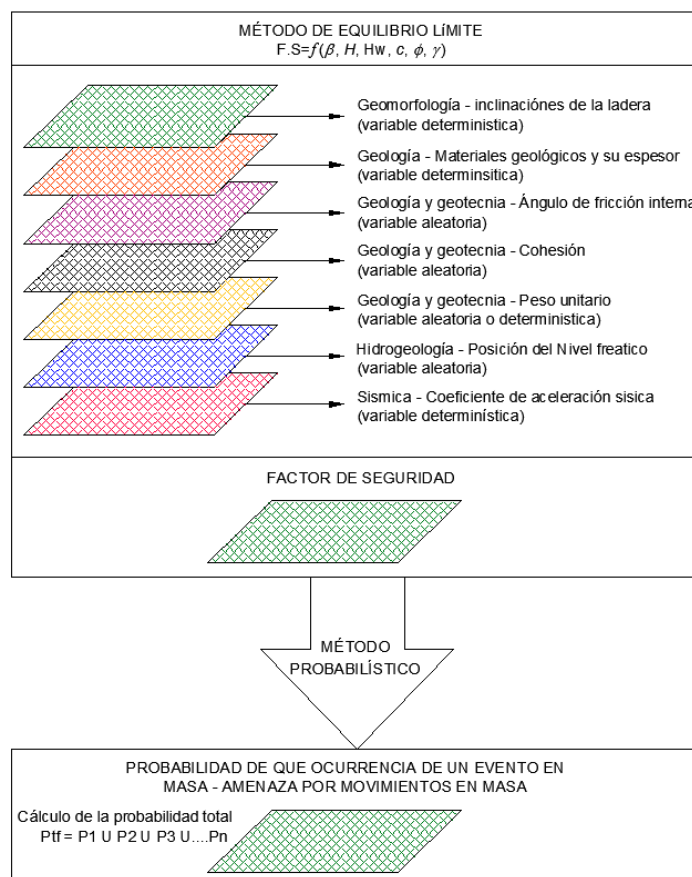 MÉTODO DE EQUILIBRIO LíMITE
F.S=f(β, H, Hw, c, ϕ, γ)
Geomorfología - inclinaciónes de la ladera
(variable deterministica)
Geología - Materiales geológicos y su espesor
(variable determinsitica)
Geología y geotecnia - Ángulo de fricción interna
(variable aleatoria)
Geología y geotecnia - Cohesión
(variable aleatoria)
Geología y geotecnia - Peso unitario
(variable aleatoria o deterministica)
Hidrogeología - Posición del Nivel freatico
(variable aleatoria)
Sismica - Coeficiente de aceleración sisica
(variable determinística)
FACTOR DE SEGURIDAD
MÉTODO
PROBABILÍSTICO
PROBABILIDAD DE QUE OCURRENCIA DE UN EVENTO EN
MASA - AMENAZA POR MOVIMIENTOS EN MASA
Cálculo de la probabilidad total
Ptf = P1 U P2 U P3 U....Pn